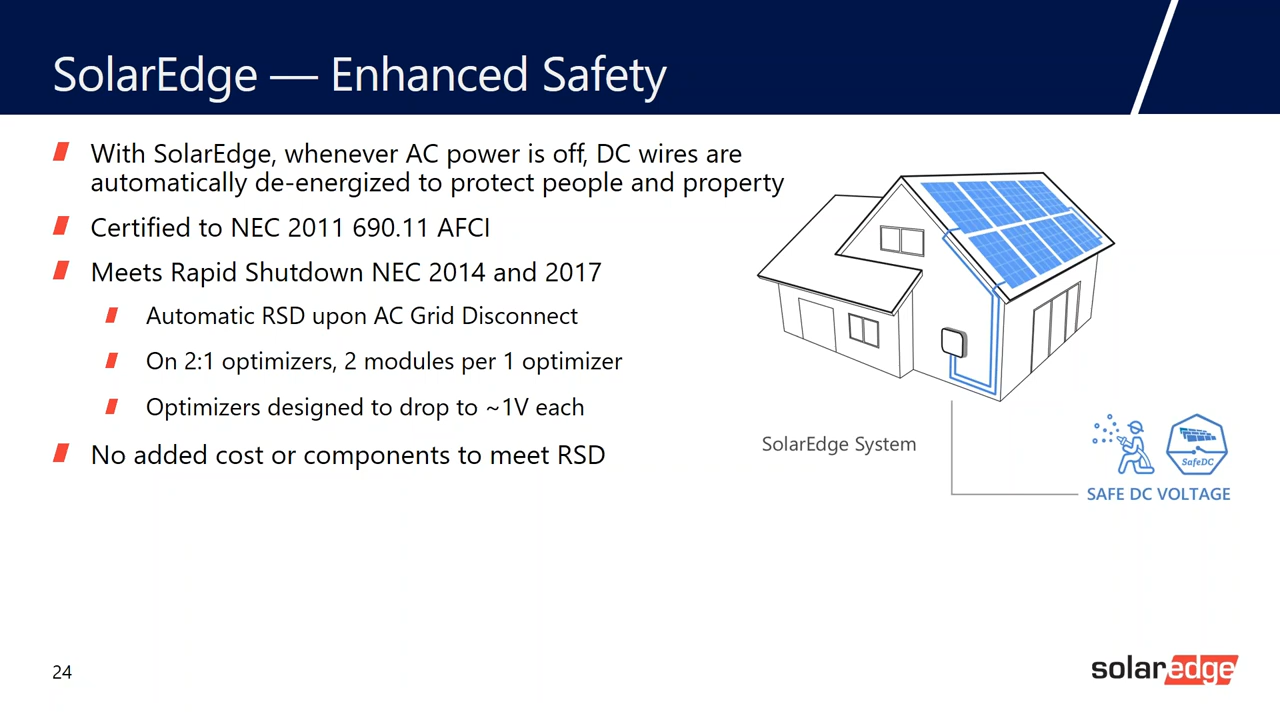 SolarEdge — Enhanced Safety
With SolarEdge, whenever AC power is off, DC wires are
automatically de-energized to protect people and property
Certified to NEC 2011 690.11 AFCI
Meets Rapid Shutdown NEC 2014 and 2017
Automatic RSD upon AC Grid Disconnect
On 2:1 optimizers, 2 modules per 1 optimizer
Optimizers designed to drop to ~1V each
No added cost or components to meet RSD
SolarEdge System
SafeDC
SAFE DC VOLTAGE
24
solaredge